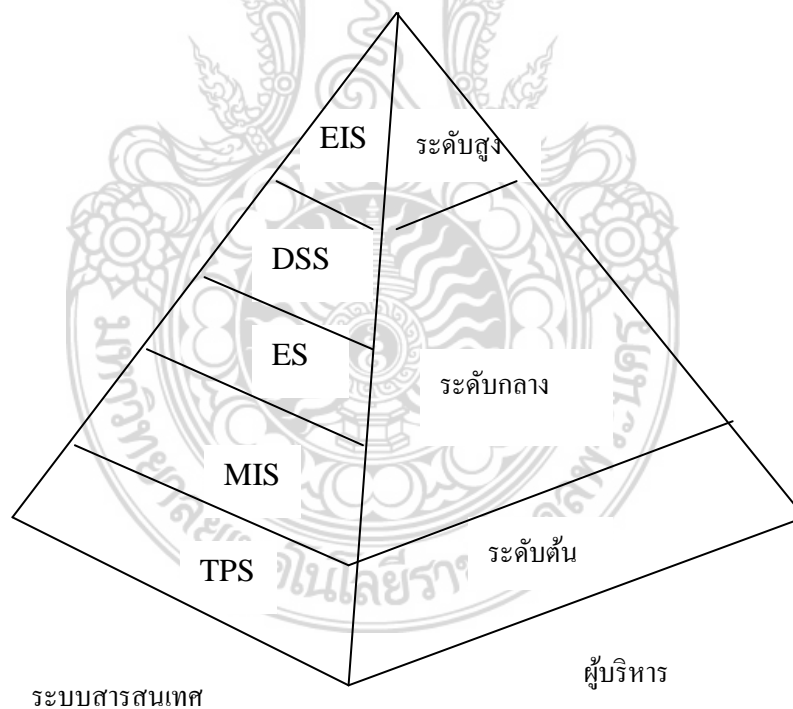 EIS
ระดับสูง
DSS
ES
ระดับกลาง
MIS
ระดับต้น
TPS
ผู้บริหาร
ระบบสารสนเทศ